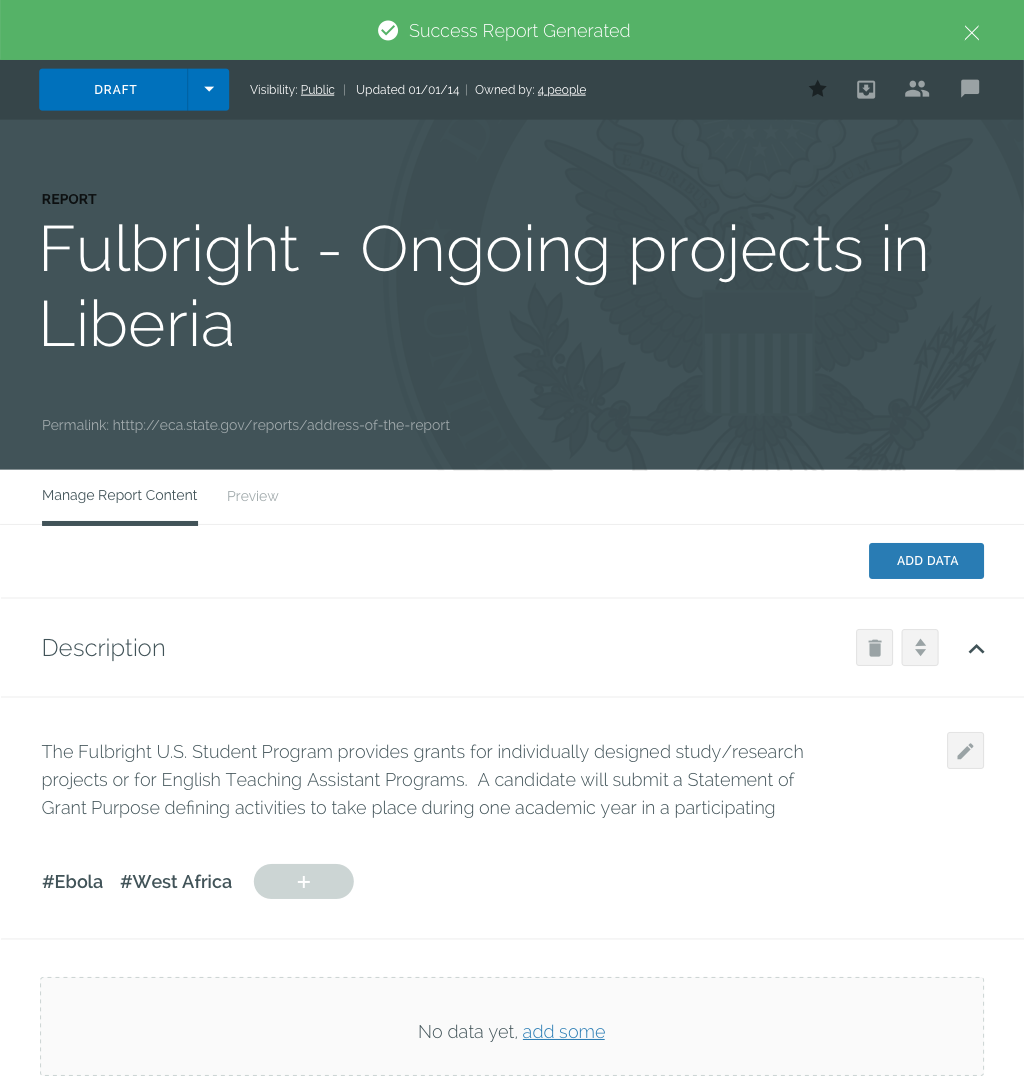 Success Report Generated
DRAFT
Visibility: Public | Updated 01/01/14 | Owned by: 4 people
REPORT
Fulbright - Ongoing projects in
Liberia
Permalink: htttp://eca.state.gov/reports/address-of-the-report
Manage Report Content Preview
ADD DATA
Description
The Fulbright U.S. Student Program provides grants for individually designed study/research
projects or for English Teaching Assistant Programs.  A candidate will submit a Statement of
Grant Purpose defining activities to take place during one academic year in a participating
#Ebola #West Africa +
No data yet, add some